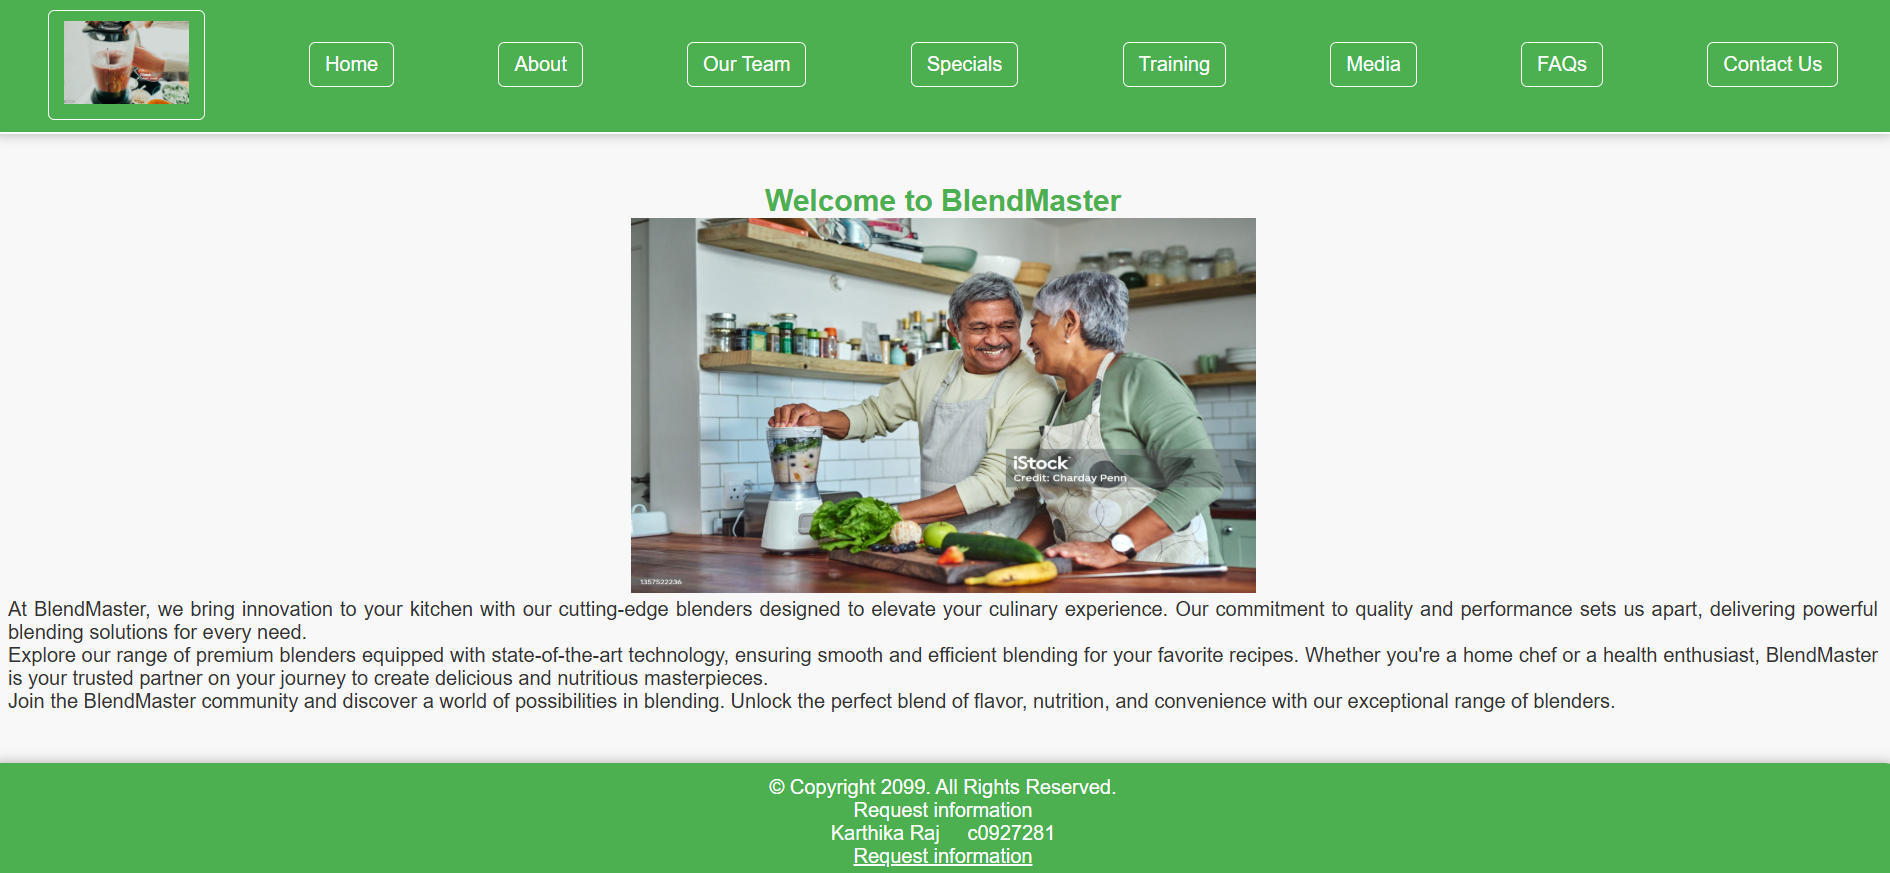 Home
About
Our Team
Specials
Training
Media
FAQs
Contact Us
Welcome to BlendMaster
iStock
Credit: Charday Penn
1357522236
At BlendMaster, we bring innovation to your kitchen with our cutting-edge blenders designed to elevate your culinary experience. Our commitment to quality and performance sets us apart, delivering powerful
blending solutions for every need.
Explore our range of premium blenders equipped with state-of-the-art technology, ensuring smooth and efficient blending for your favorite recipes. Whether you're a home chef or a health enthusiast, BlendMaster
is your trusted partner on your journey to create delicious and nutritious masterpieces.
Join the BlendMaster community and discover a world of possibilities in blending. Unlock the perfect blend of flavor, nutrition, and convenience with our exceptional range of blenders.
© Copyright 2099. All Rights Reserved.
Request information
Karthika Raj c0927281
Request information